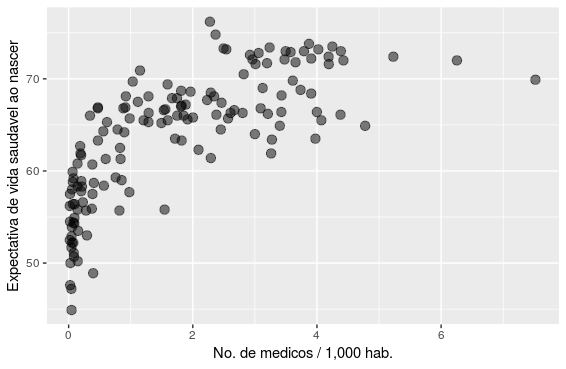 Expectativa de vida saudavel ao nascer
70
60
50
0 2 4 6
No. de medicos / 1,000 hab.